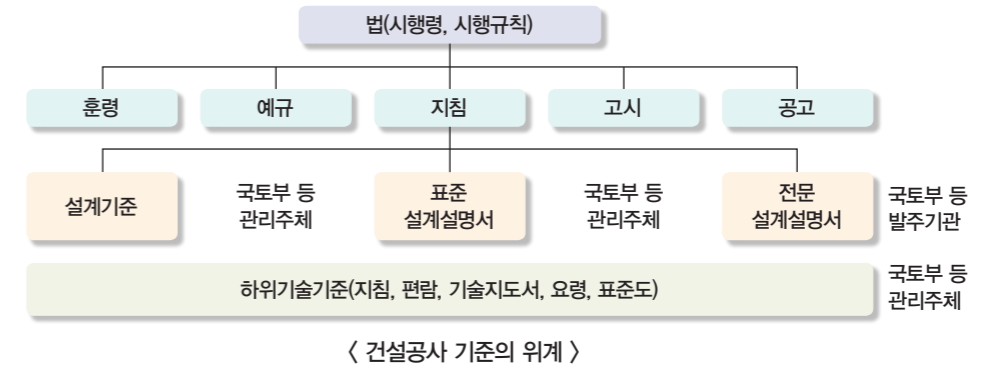 법(시행령, 시행규칙)
훈령
예규
지침
고시
공고
설계기준
국토부 등
관리주체
표준
설계설명서
국토부 등
관리주체
전문
설계설명서
국토부 등
발주기관
하위기술기준(지침, 편람, 기술지도서, 요령, 표준도)
국토부 등
관리주체
〈 건설공사 기준의 위계 〉